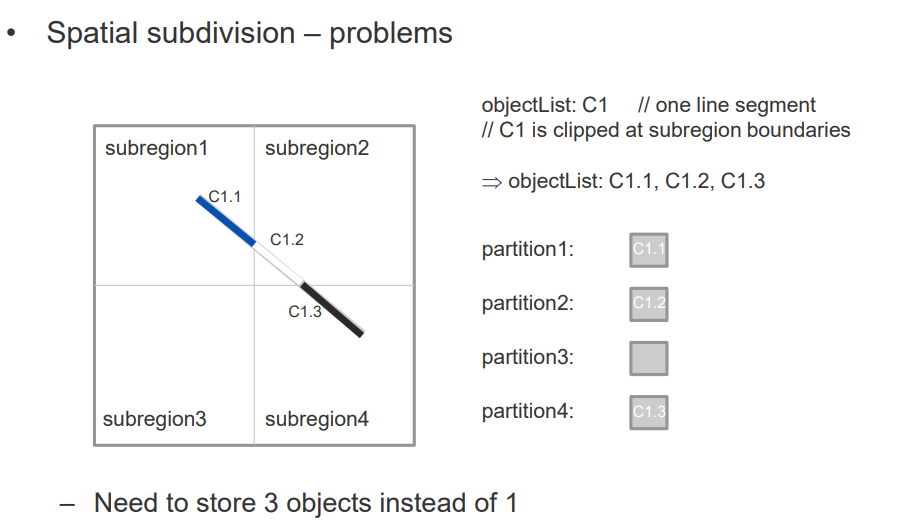 • Spatial subdivision – problems
objectList: C1 // one line segment
// C1 is clipped at subregion boundaries
⇒ objectList: C1.1, C1.2, C1.3
subregion1
subregion2
C1.1
C1.2
C1.3
subregion3
subregion4
partition1: C1.1
partition2: C1.2
partition3:
partition4: C1.3
– Need to store 3 objects instead of 1